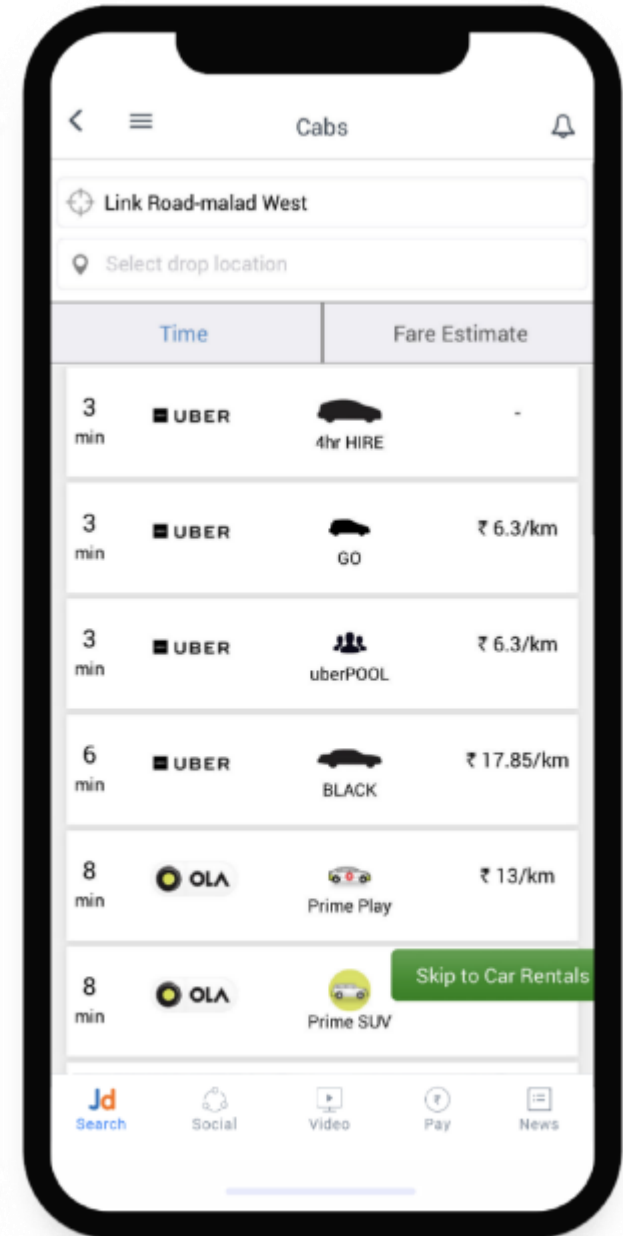 Cabs
Link Road-malad West
Select drop location
Time Fare Estimate
3 min UBER 4hr HIRE -
3 min UBER GO ₹ 6.3/km
3 min UBER uberPOOL ₹ 6.3/km
6 min UBER BLACK ₹ 17.85/km
8 min OLA Prime Play ₹ 13/km
8 min OLA Prime SUV
Skip to Car Rentals
Jd
Search Social Video Pay News